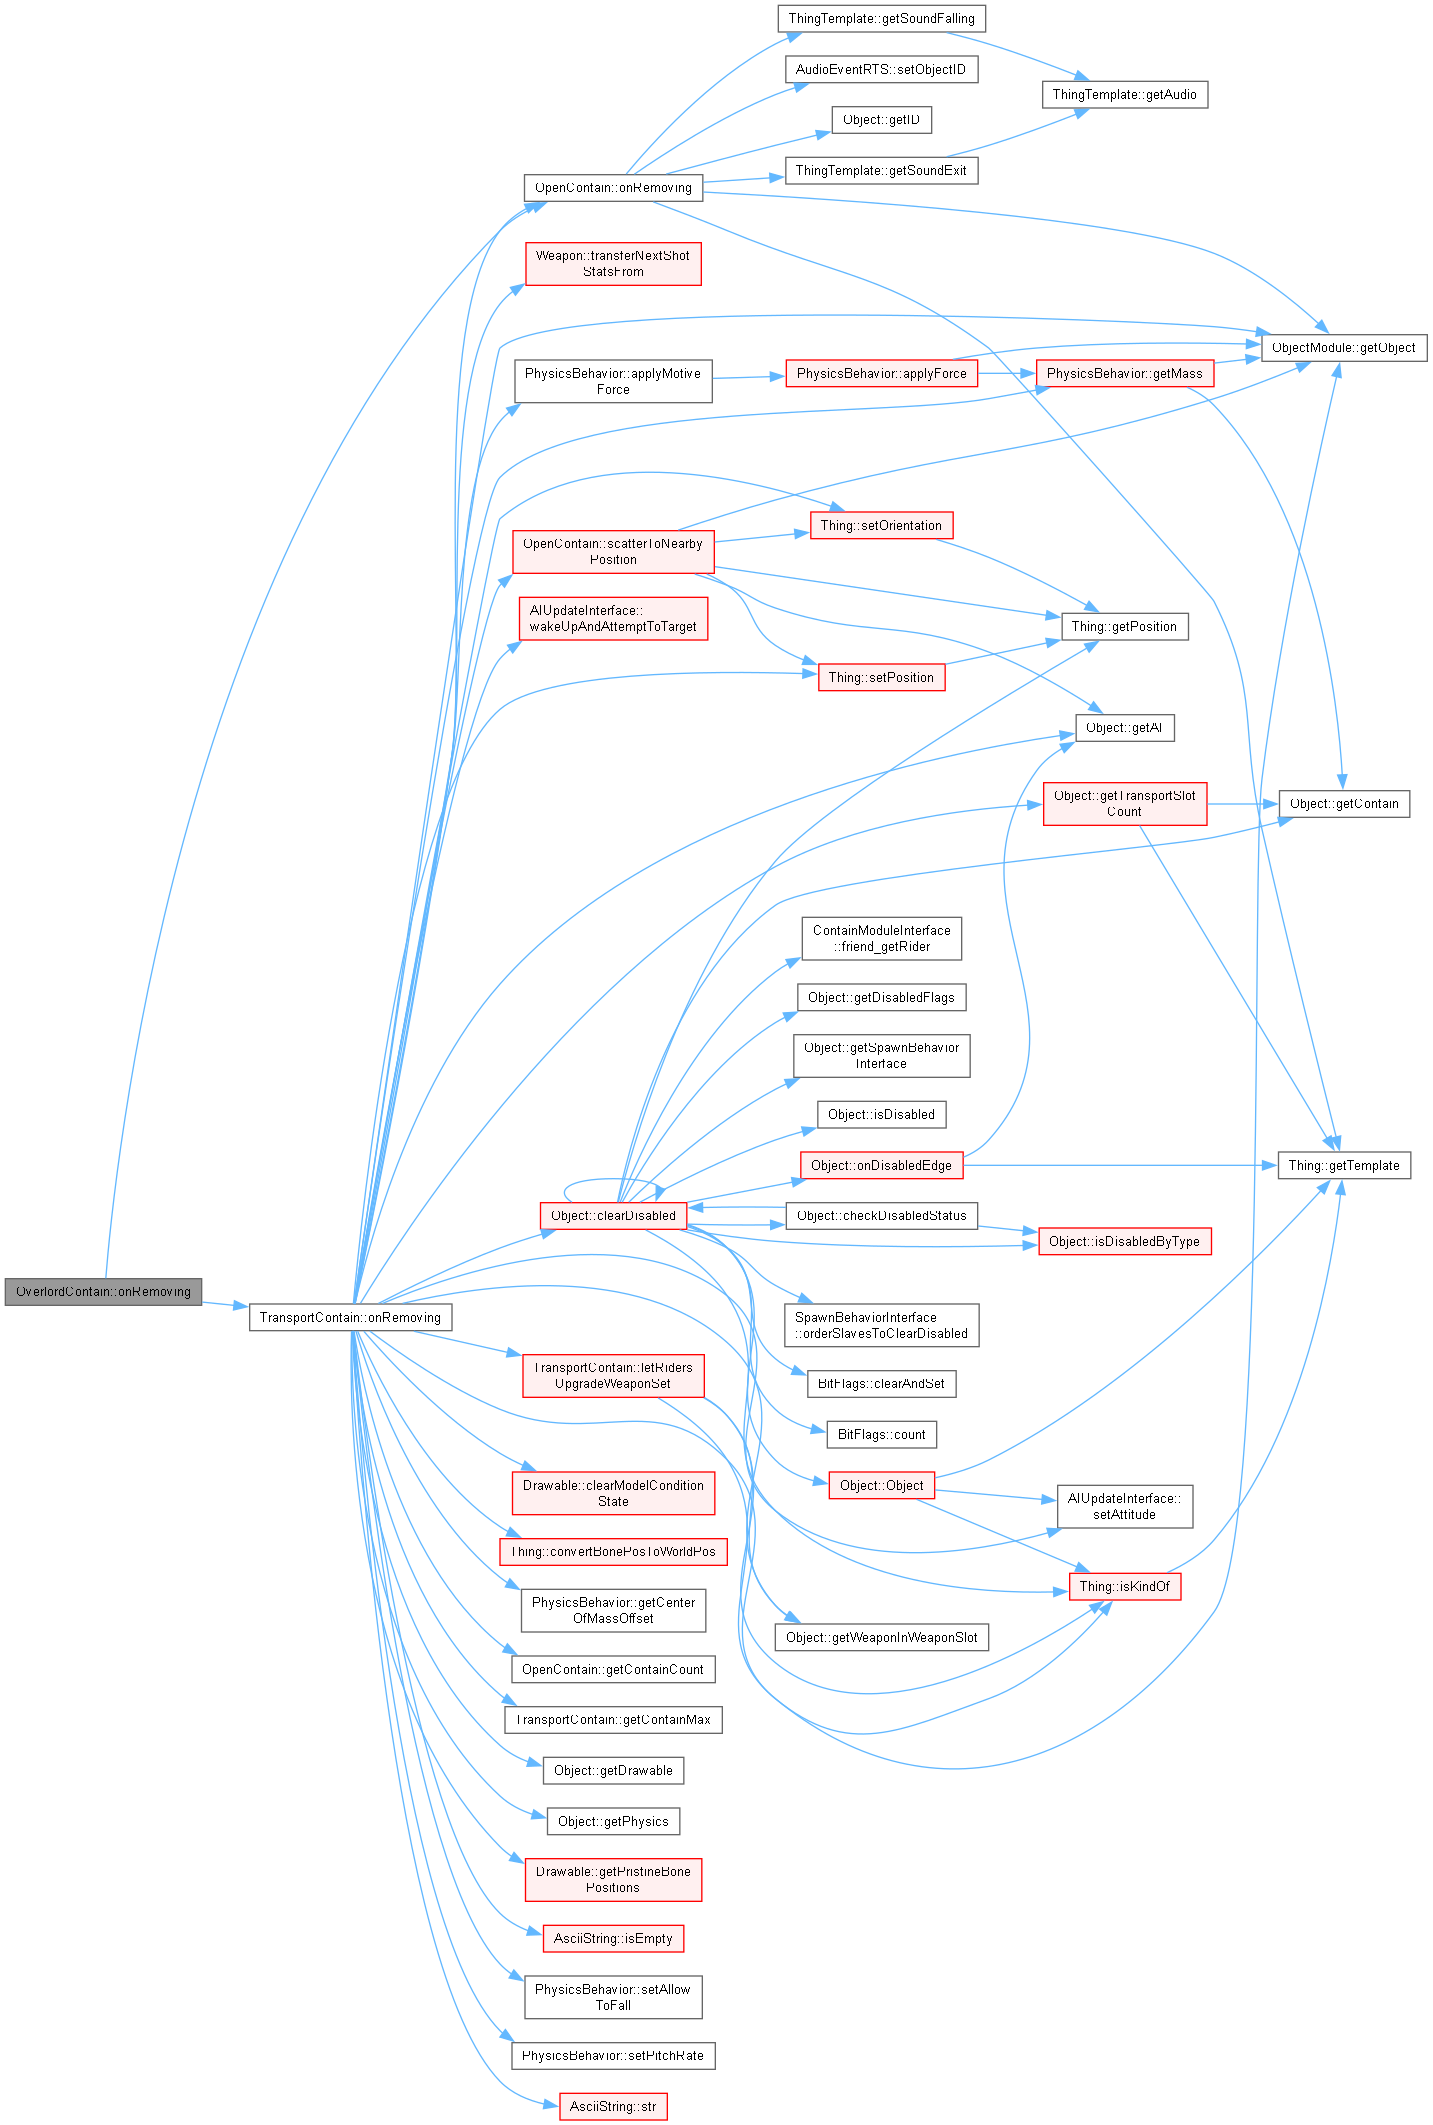 ThingTemplate::getSoundFalling
AudioEventRTS::setObjectID
ThingTemplate::getAudio
Object::getID
ThingTemplate::getSoundExit
OpenContain::onRemoving
Weapon::transferNextShot
StatsFrom
ObjectModule::getObject
PhysicsBehavior::applyMotive
Force
PhysicsBehavior::applyForce
PhysicsBehavior::getMass
Thing::setOrientation
OpenContain::scatterToNearby
Position
AIUpdateInterface::
wakeUpAndAttemptToTarget
Thing::getPosition
Thing::setPosition
Object::getAI
Object::getTransportSlot
Count
Object::getContain
ContainModuleInterface
::friend_getRider
Object::getDisabledFlags
Object::getSpawnBehavior
Interface
Object::isDisabled
Object::onDisabledEdge
Thing::getTemplate
Object::clearDisabled
Object::checkDisabledStatus
Object::isDisabledByType
OverlordContain::onRemoving
TransportContain::onRemoving
SpawnBehaviorInterface
::orderSlavesToClearDisabled
TransportContain::letRiders
UpgradeWeaponSet
BitFlags::clearAndSet
BitFlags::count
Drawable::clearModelCondition
State
Object::Object
AIUpdateInterface::
setAttitude
Thing::convertBonePosToWorldPos
Thing::isKindOf
PhysicsBehavior::getCenter
OfMassOffset
Object::getWeaponInWeaponSlot
OpenContain::getContainCount
TransportContain::getContainMax
Object::getDrawable
Object::getPhysics
Drawable::getPristineBone
Positions
AsciiString::isEmpty
PhysicsBehavior::setAllow
ToFall
PhysicsBehavior::setPitchRate
AsciiString::str